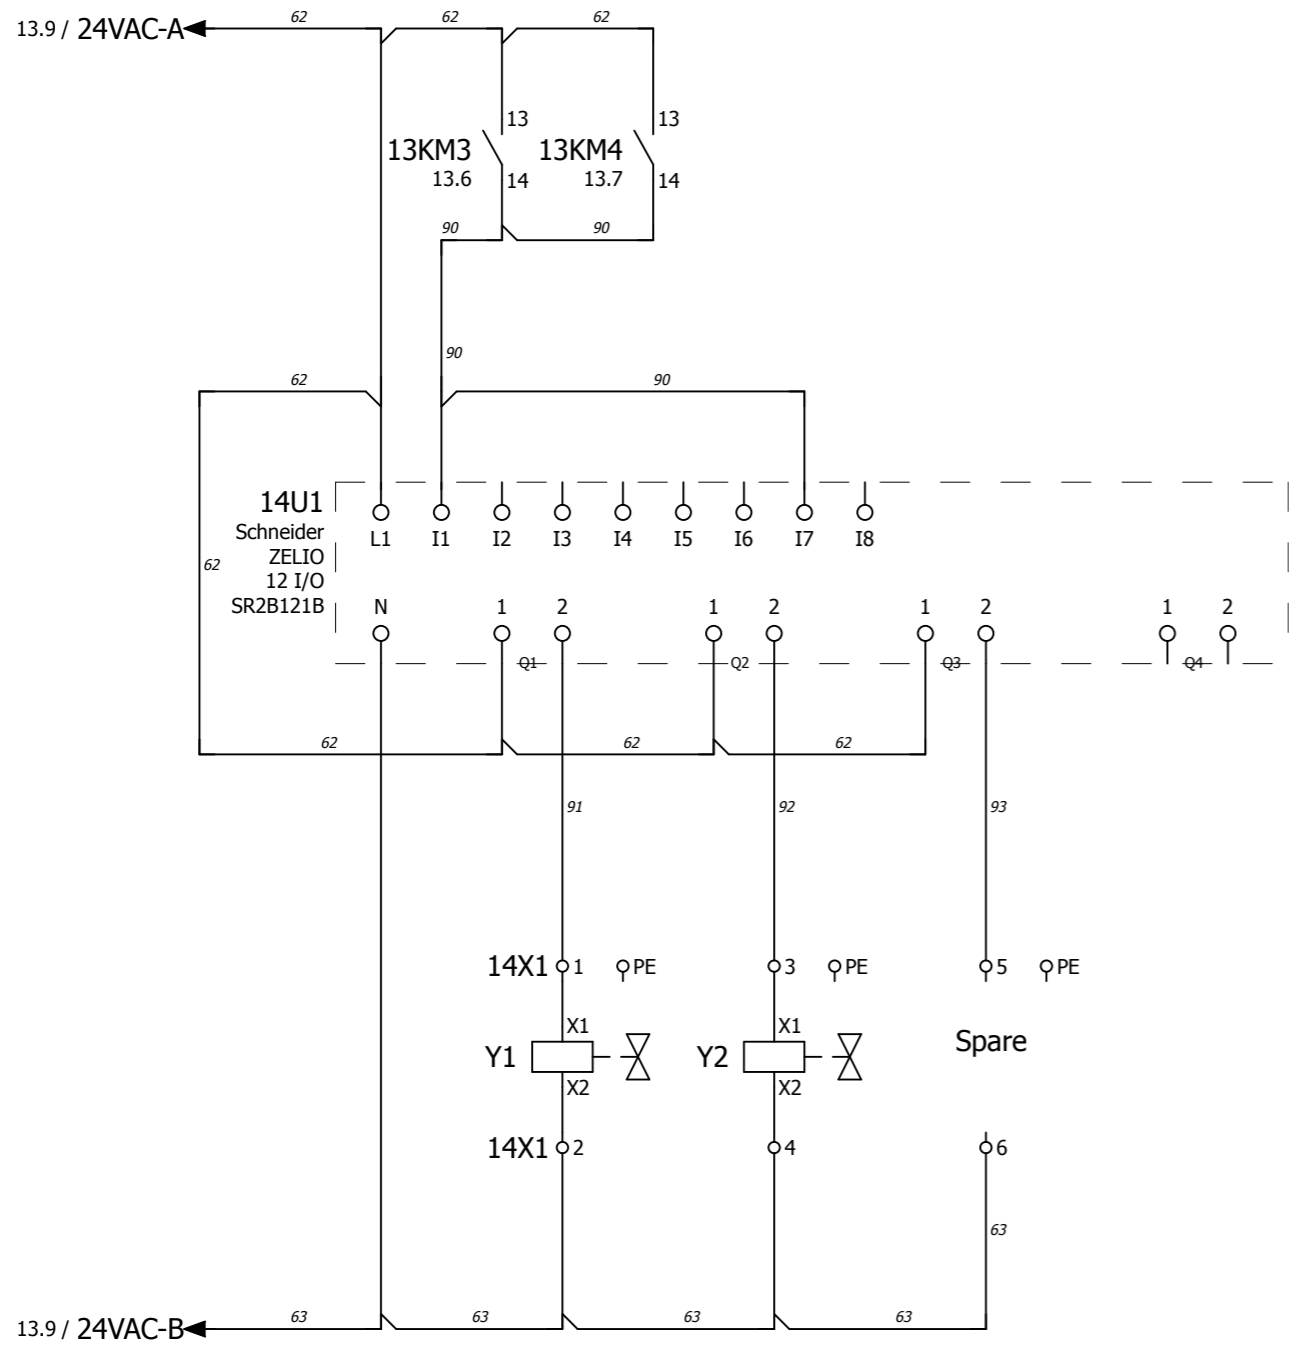 62 62 62
13.9 / 24VAC-A
13 13
13KM3 13KM4
13.6 14 13.7 14
90 90
90
62 90
14U1
Schneider L1 I1 I2 I3 I4 I5 I6 I7 I8
ZELIO
62
12 I/O
SR2B121B N 1 2 1 2 1 2 1 2
Q1 Q2 Q3 Q4
62 62 62
91 92 93
14X1 1 PE 3 PE 5 PE
X1 X1
Y1 Y2 Spare
X2 X2
14X1 2 4 6
63
63 63 63 63
13.9 / 24VAC-B